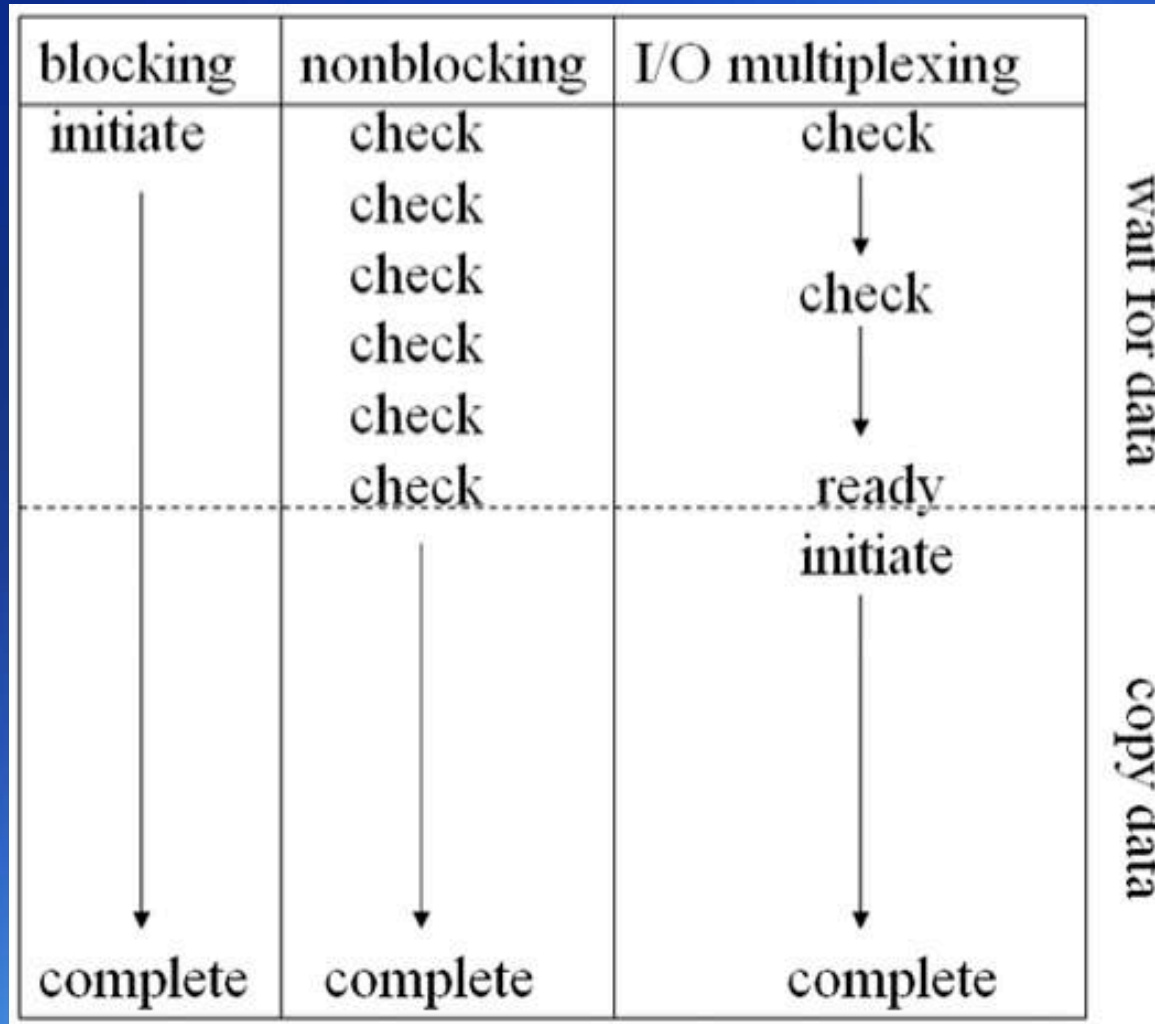 blocking nonblocking I/O multiplexing
initiate check check
check
check check
check
check
check ready
initiate
complete complete complete
wait for data
copy data